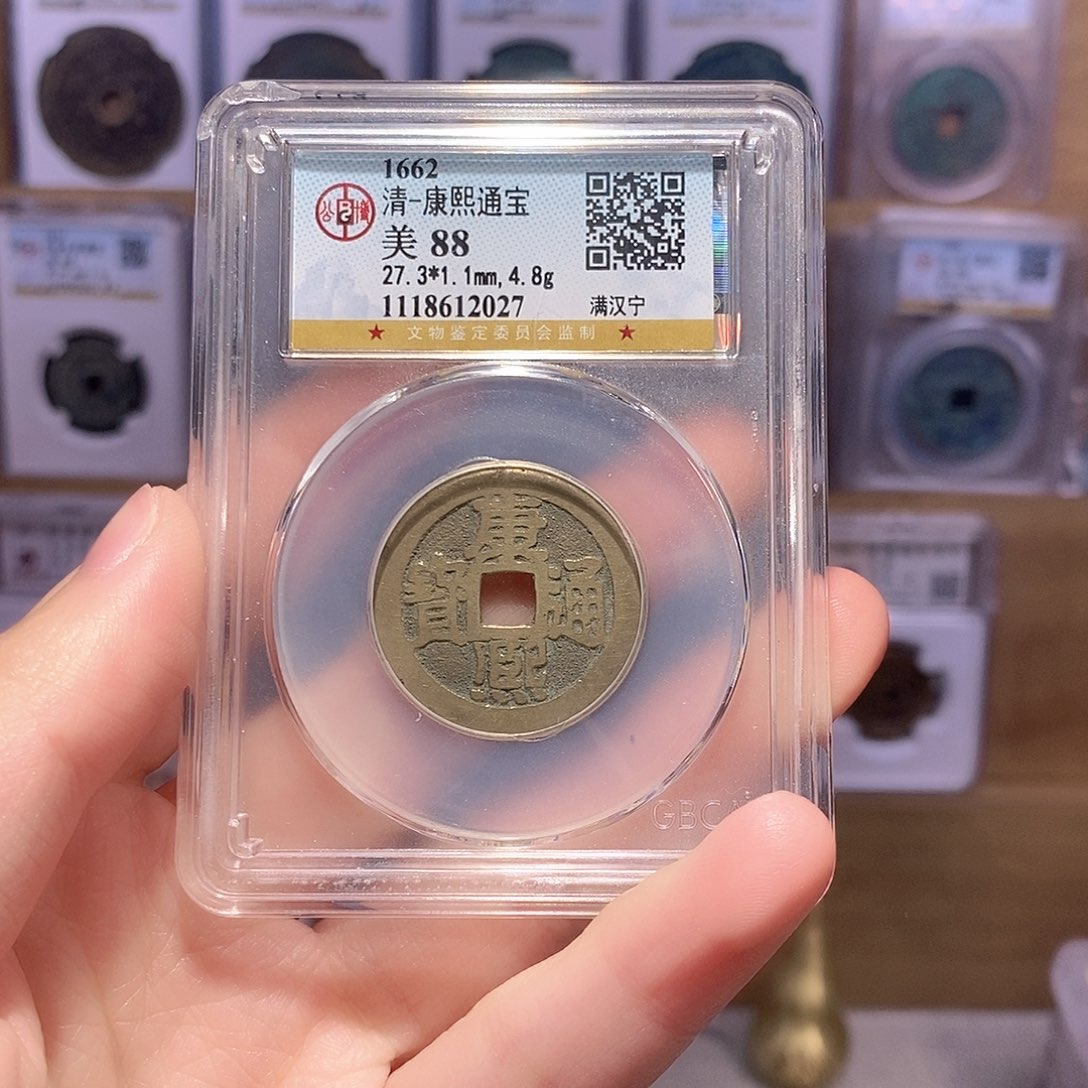 1662
清-康熙通宝
美 88
27.3*1.1mm, 4.8g
1118612027 满汉宁
★ 文物鉴定委员会监制 ★
康
熙
通
寳
GBCA